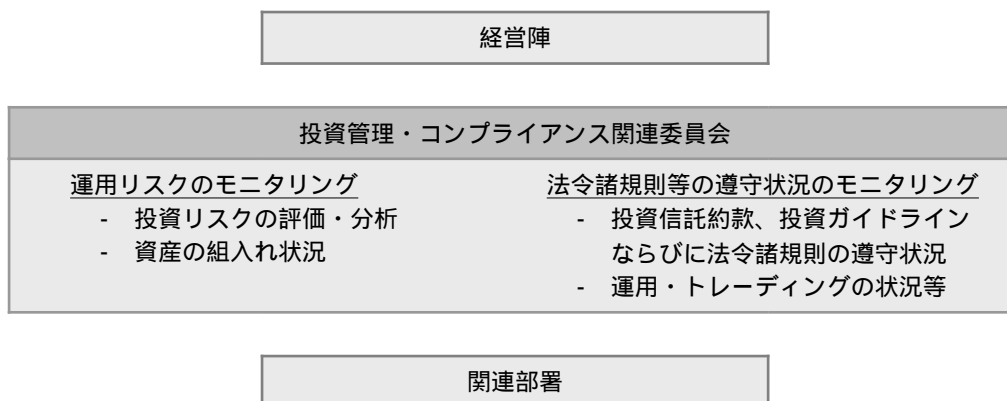 経営陣
投資管理・コンプライアンス関連委員会
運用リスクのモニタリング
- 投資リスクの評価・分析
- 資産の組入れ状況
法令諸規則等の遵守状況のモニタリング
- 投資信託約款、投資ガイドライン
ならびに法令諸規則の遵守状況
- 運用・トレーディングの状況等
関連部署